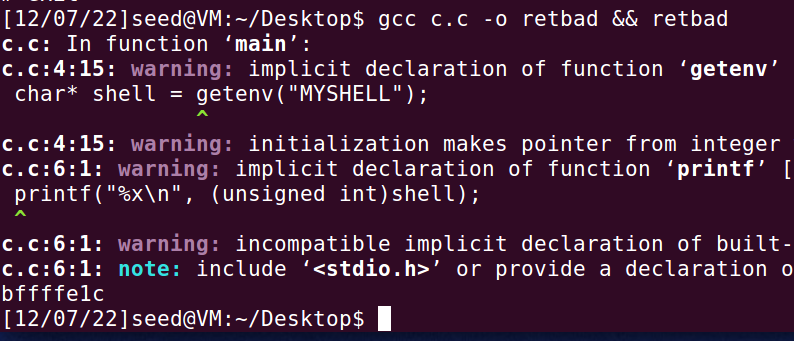 [12/07/22]seed@VM:~/Desktop$ gcc c.c -o retbad && retbad
c.c: In function ‘main’:
c.c:4:15: warning: implicit declaration of function ‘getenv’
 char* shell = getenv("MYSHELL");
               ^
c.c:4:15: warning: initialization makes pointer from integer
c.c:6:1: warning: implicit declaration of function ‘printf’ [
 printf("%x\n", (unsigned int)shell);
 ^
c.c:6:1: warning: incompatible implicit declaration of built-
c.c:6:1: note: include ‘<stdio.h>’ or provide a declaration o
bffffe1c
[12/07/22]seed@VM:~/Desktop$